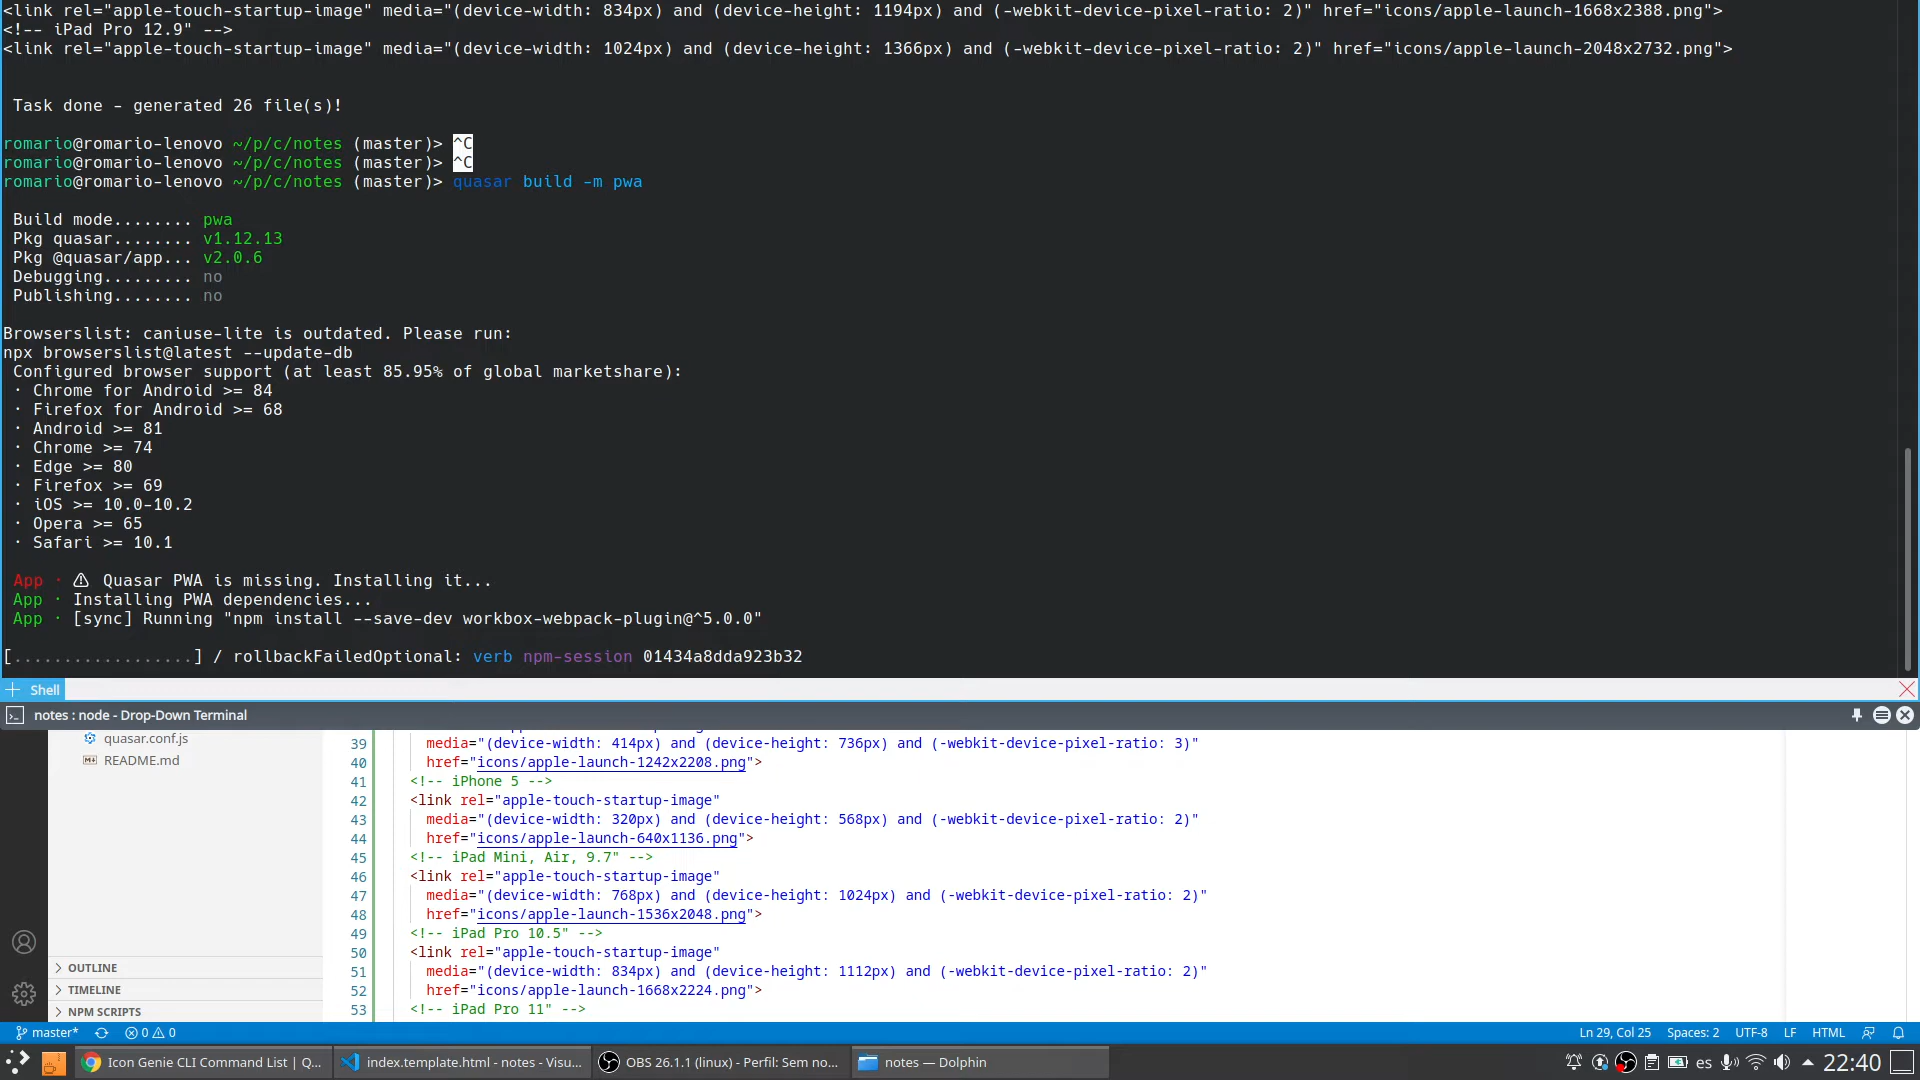 <link rel="apple-touch-startup-image" media="(device-width: 834px) and (device-height: 1194px) and (-webkit-device-pixel-ratio: 2)" href="icons/apple-launch-1668x2388.png">
<!-- iPad Pro 12.9" -->
<link rel="apple-touch-startup-image" media="(device-width: 1024px) and (device-height: 1366px) and (-webkit-device-pixel-ratio: 2)" href="icons/apple-launch-2048x2732.png">
Task done - generated 26 file(s)!
romario@romario-lenovo ~/p/c/notes (master)> ^C
romario@romario-lenovo ~/p/c/notes (master)> ^C
romario@romario-lenovo ~/p/c/notes (master)> quasar build -m pwa
Build mode........ pwa
Pkg quasar........ v1.12.13
Pkg @quasar/app... v2.0.6
Debugging......... no
Publishing........ no
Browserslist: caniuse-lite is outdated. Please run:
npx browserslist@latest --update-db
Configured browser support (at least 85.95% of global marketshare):
· Chrome for Android >= 84
· Firefox for Android >= 68
· Android >= 81
· Chrome >= 74
· Edge >= 80
· Firefox >= 69
· iOS >= 10.0-10.2
· Opera >= 65
· Safari >= 10.1
App · ⚠ Quasar PWA is missing. Installing it...
App · Installing PWA dependencies...
App · [sync] Running "npm install --save-dev workbox-webpack-plugin@^5.0.0"
[..................] / rollbackFailedOptional: verb npm-session 01434a8dda923b32
Shell
notes : node - Drop-Down Terminal
quasar.conf.js
README.md
OUTLINE
TIMELINE
NPM SCRIPTS
39 media="(device-width: 414px) and (device-height: 736px) and (-webkit-device-pixel-ratio: 3)"
40 href="icons/apple-launch-1242x2208.png">
41 <!-- iPhone 5 -->
42 <link rel="apple-touch-startup-image"
43 media="(device-width: 320px) and (device-height: 568px) and (-webkit-device-pixel-ratio: 2)"
44 href="icons/apple-launch-640x1136.png">
45 <!-- iPad Mini, Air, 9.7" -->
46 <link rel="apple-touch-startup-image"
47 media="(device-width: 768px) and (device-height: 1024px) and (-webkit-device-pixel-ratio: 2)"
48 href="icons/apple-launch-1536x2048.png">
49 <!-- iPad Pro 10.5" -->
50 <link rel="apple-touch-startup-image"
51 media="(device-width: 834px) and (device-height: 1112px) and (-webkit-device-pixel-ratio: 2)"
52 href="icons/apple-launch-1668x2224.png">
53 <!-- iPad Pro 11" -->
master* 0 0 Ln 29, Col 25 Spaces: 2 UTF-8 LF HTML
Icon Genie CLI Command List | Q... index.template.html - notes - Visu... OBS 26.1.1 (linux) - Perfil: Sem no... notes — Dolphin es 22:40